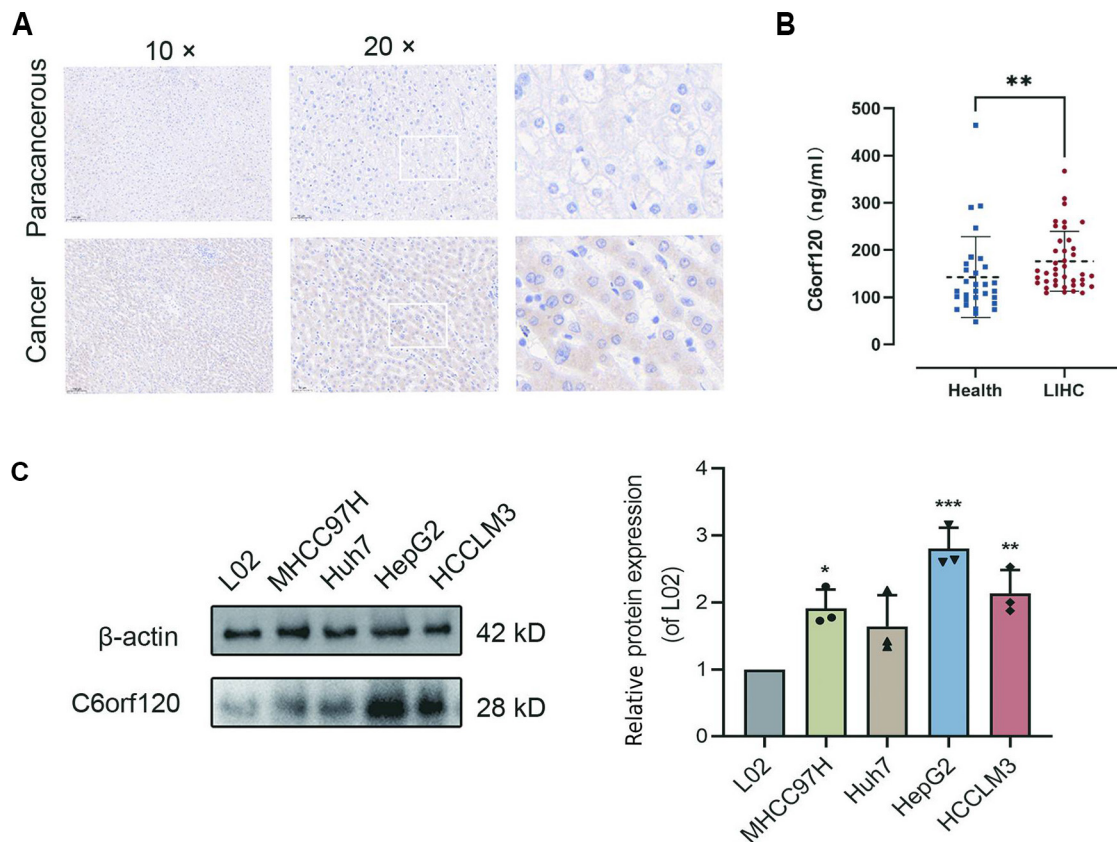 A
10 ×
20 ×
Paracancerous
Cancer
B
**
C6orf120 (ng/ml)
500
400
300
200
100
0
Health
LIHC
C
L02
MHCC97H
Huh7
HepG2
HCCLM3
β-actin
42 kD
C6orf120
28 kD
Relative protein expression
(of L02)
4
3
2
1
0
*
***
**
L02
MHCC97H
Huh7
HepG2
HCCLM3